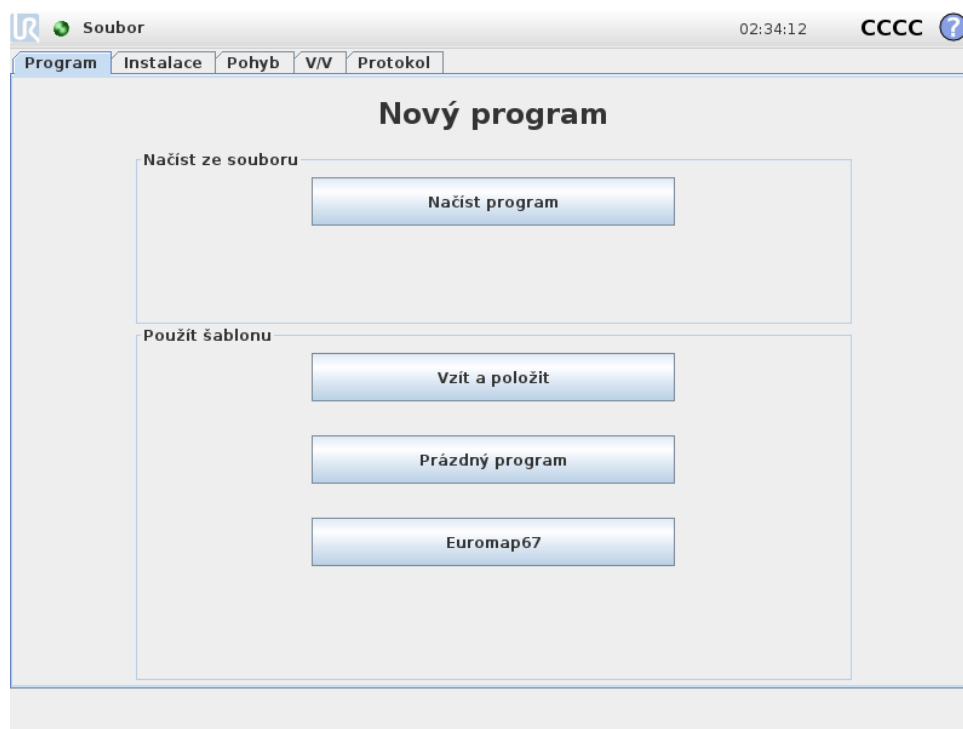 UR Soubor 02:34:12 CCCC ?
Program Instalace Pohyb V/V Protokol
Nový program
Načíst ze souboru
Načíst program
Použít šablonu
Vzít a položit
Prázdný program
Euromap67